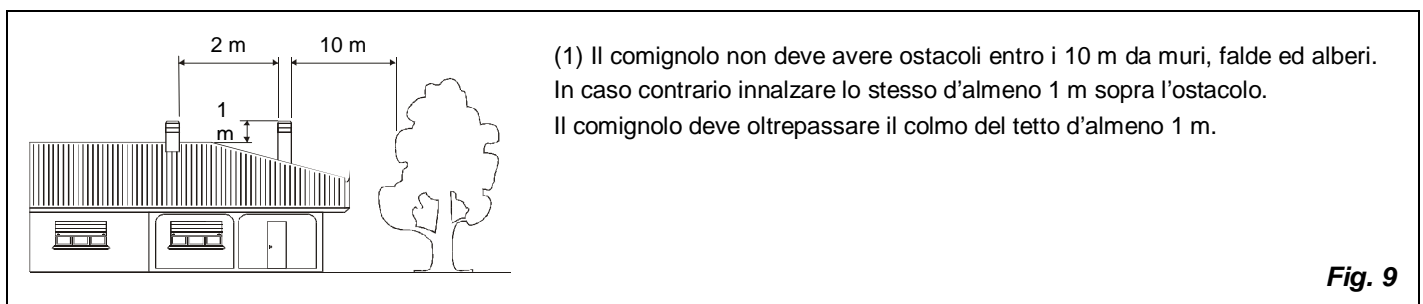 2 m
10 m
1
m
(1) Il comignolo non deve avere ostacoli entro i 10 m da muri, falde ed alberi.
In caso contrario innalzare lo stesso d’almeno 1 m sopra l’ostacolo.
Il comignolo deve oltrepassare il colmo del tetto d’almeno 1 m.
Fig. 9